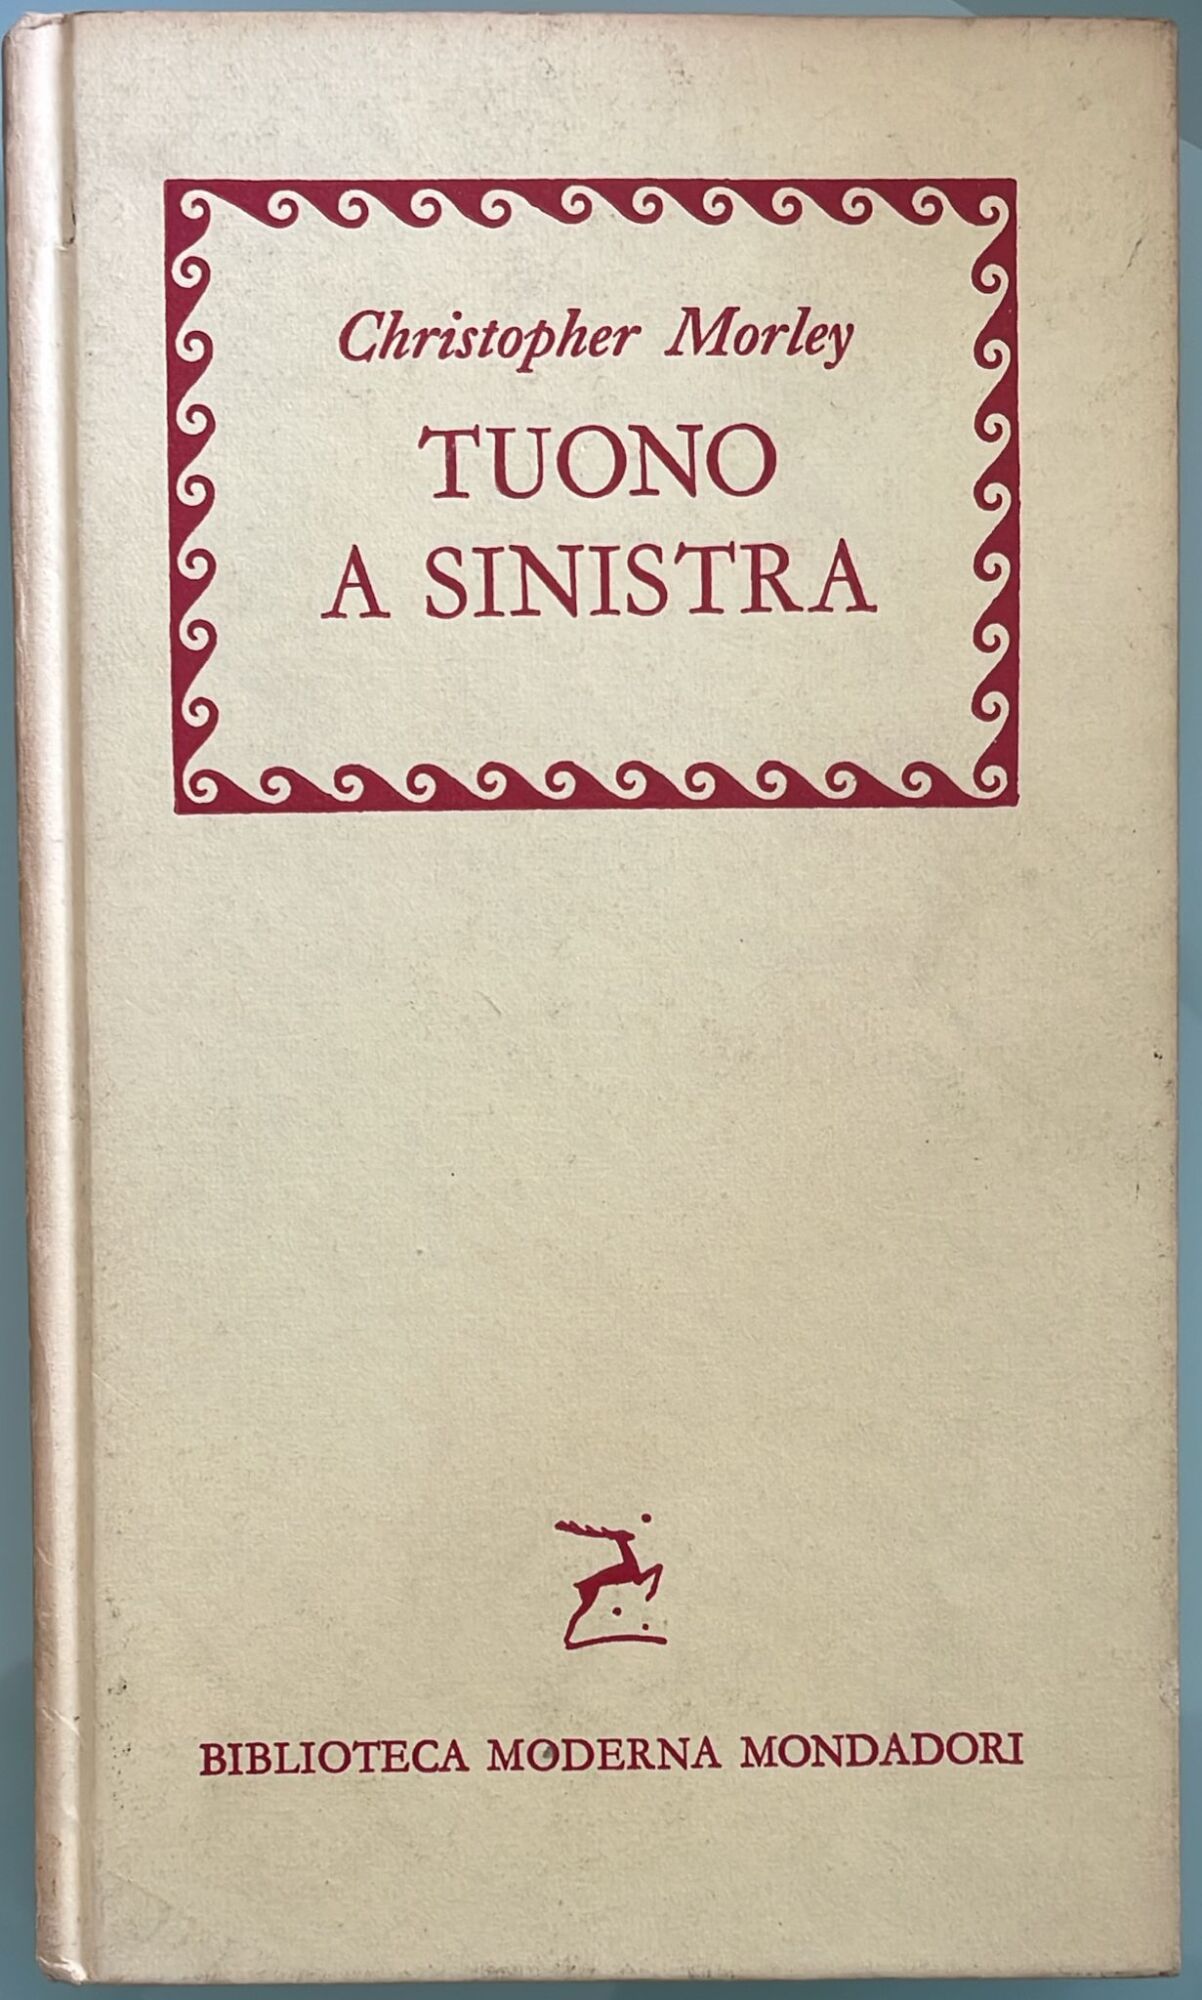 Christopher Morley
TUONO
A SINISTRA
BIBLIOTECA MODERNA MONDADORI